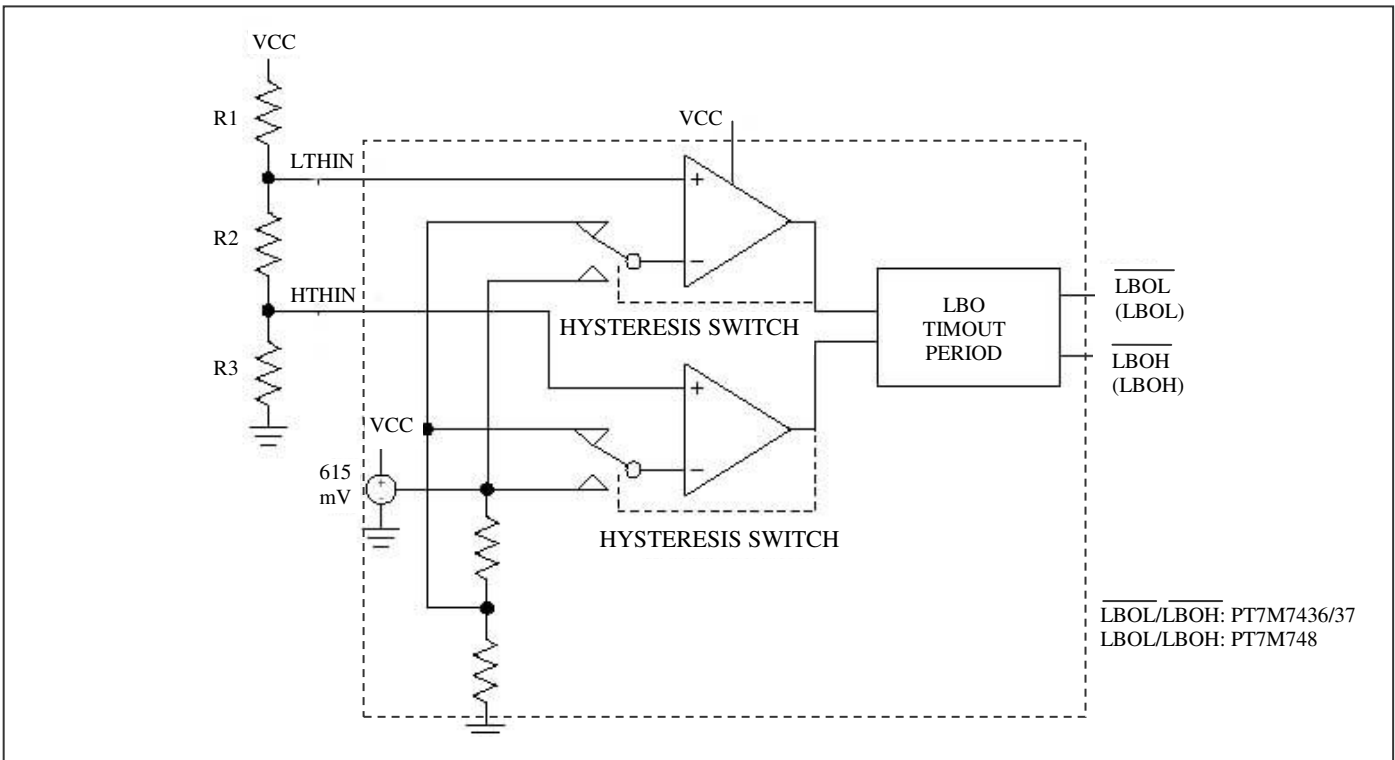 VCC
R1
LTHIN
VCC
+
R2
−
HTHIN
HYSTERESIS SWITCH
LBO
TIMOUT
PERIOD
LBOL
(LBOL)
LBOH
(LBOH)
R3
+
VCC
−
615
mV
+
-
HYSTERESIS SWITCH
LBOL/LBOH: PT7M7436/37
LBOL/LBOH: PT7M748